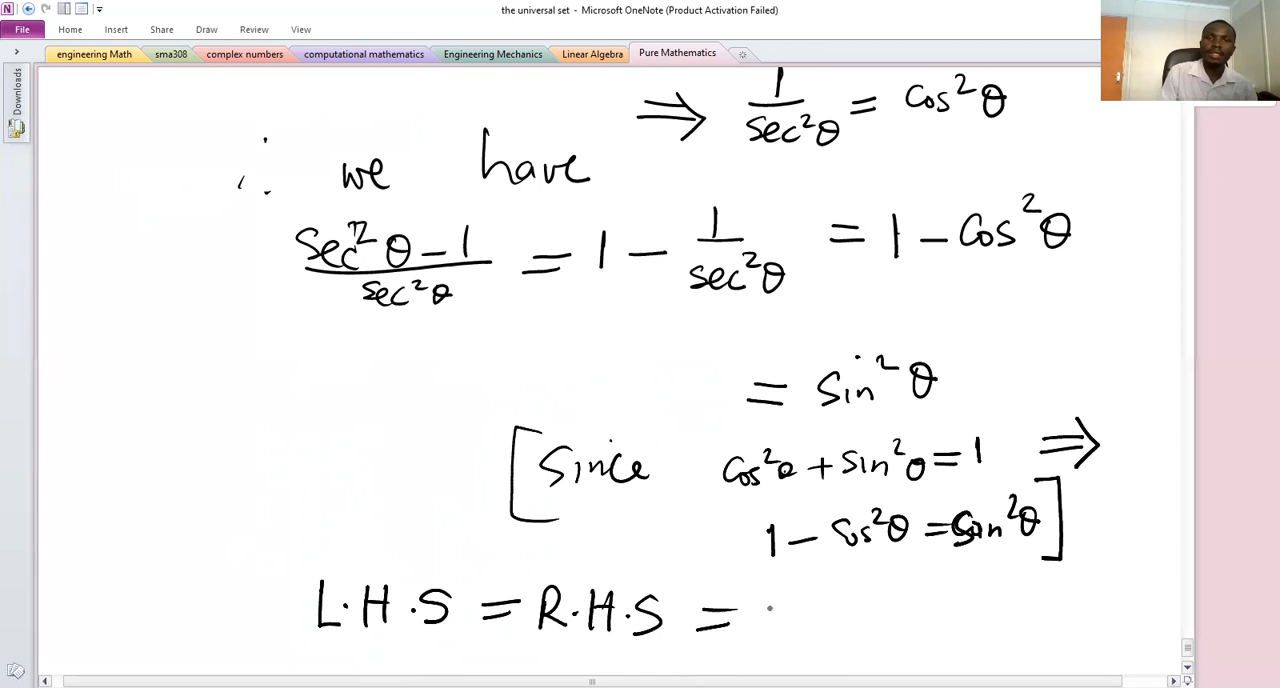 the universal set - Microsoft OneNote (Product Activation Failed)
File Home Insert Share Draw Review View
engineering Math sma308 complex numbers computational mathematics Engineering Mechanics Linear Algebra Pure Mathematics
Downloads
⇒ 1/sec²θ = cos²θ
∴ we have
sec²θ - 1/sec²θ = 1 - 1/sec²θ = 1 - cos²θ
= sin²θ
[Since cos²θ + sin²θ = 1 ⇒
1 - cos²θ = sin²θ]
L.H.S = R.H.S =